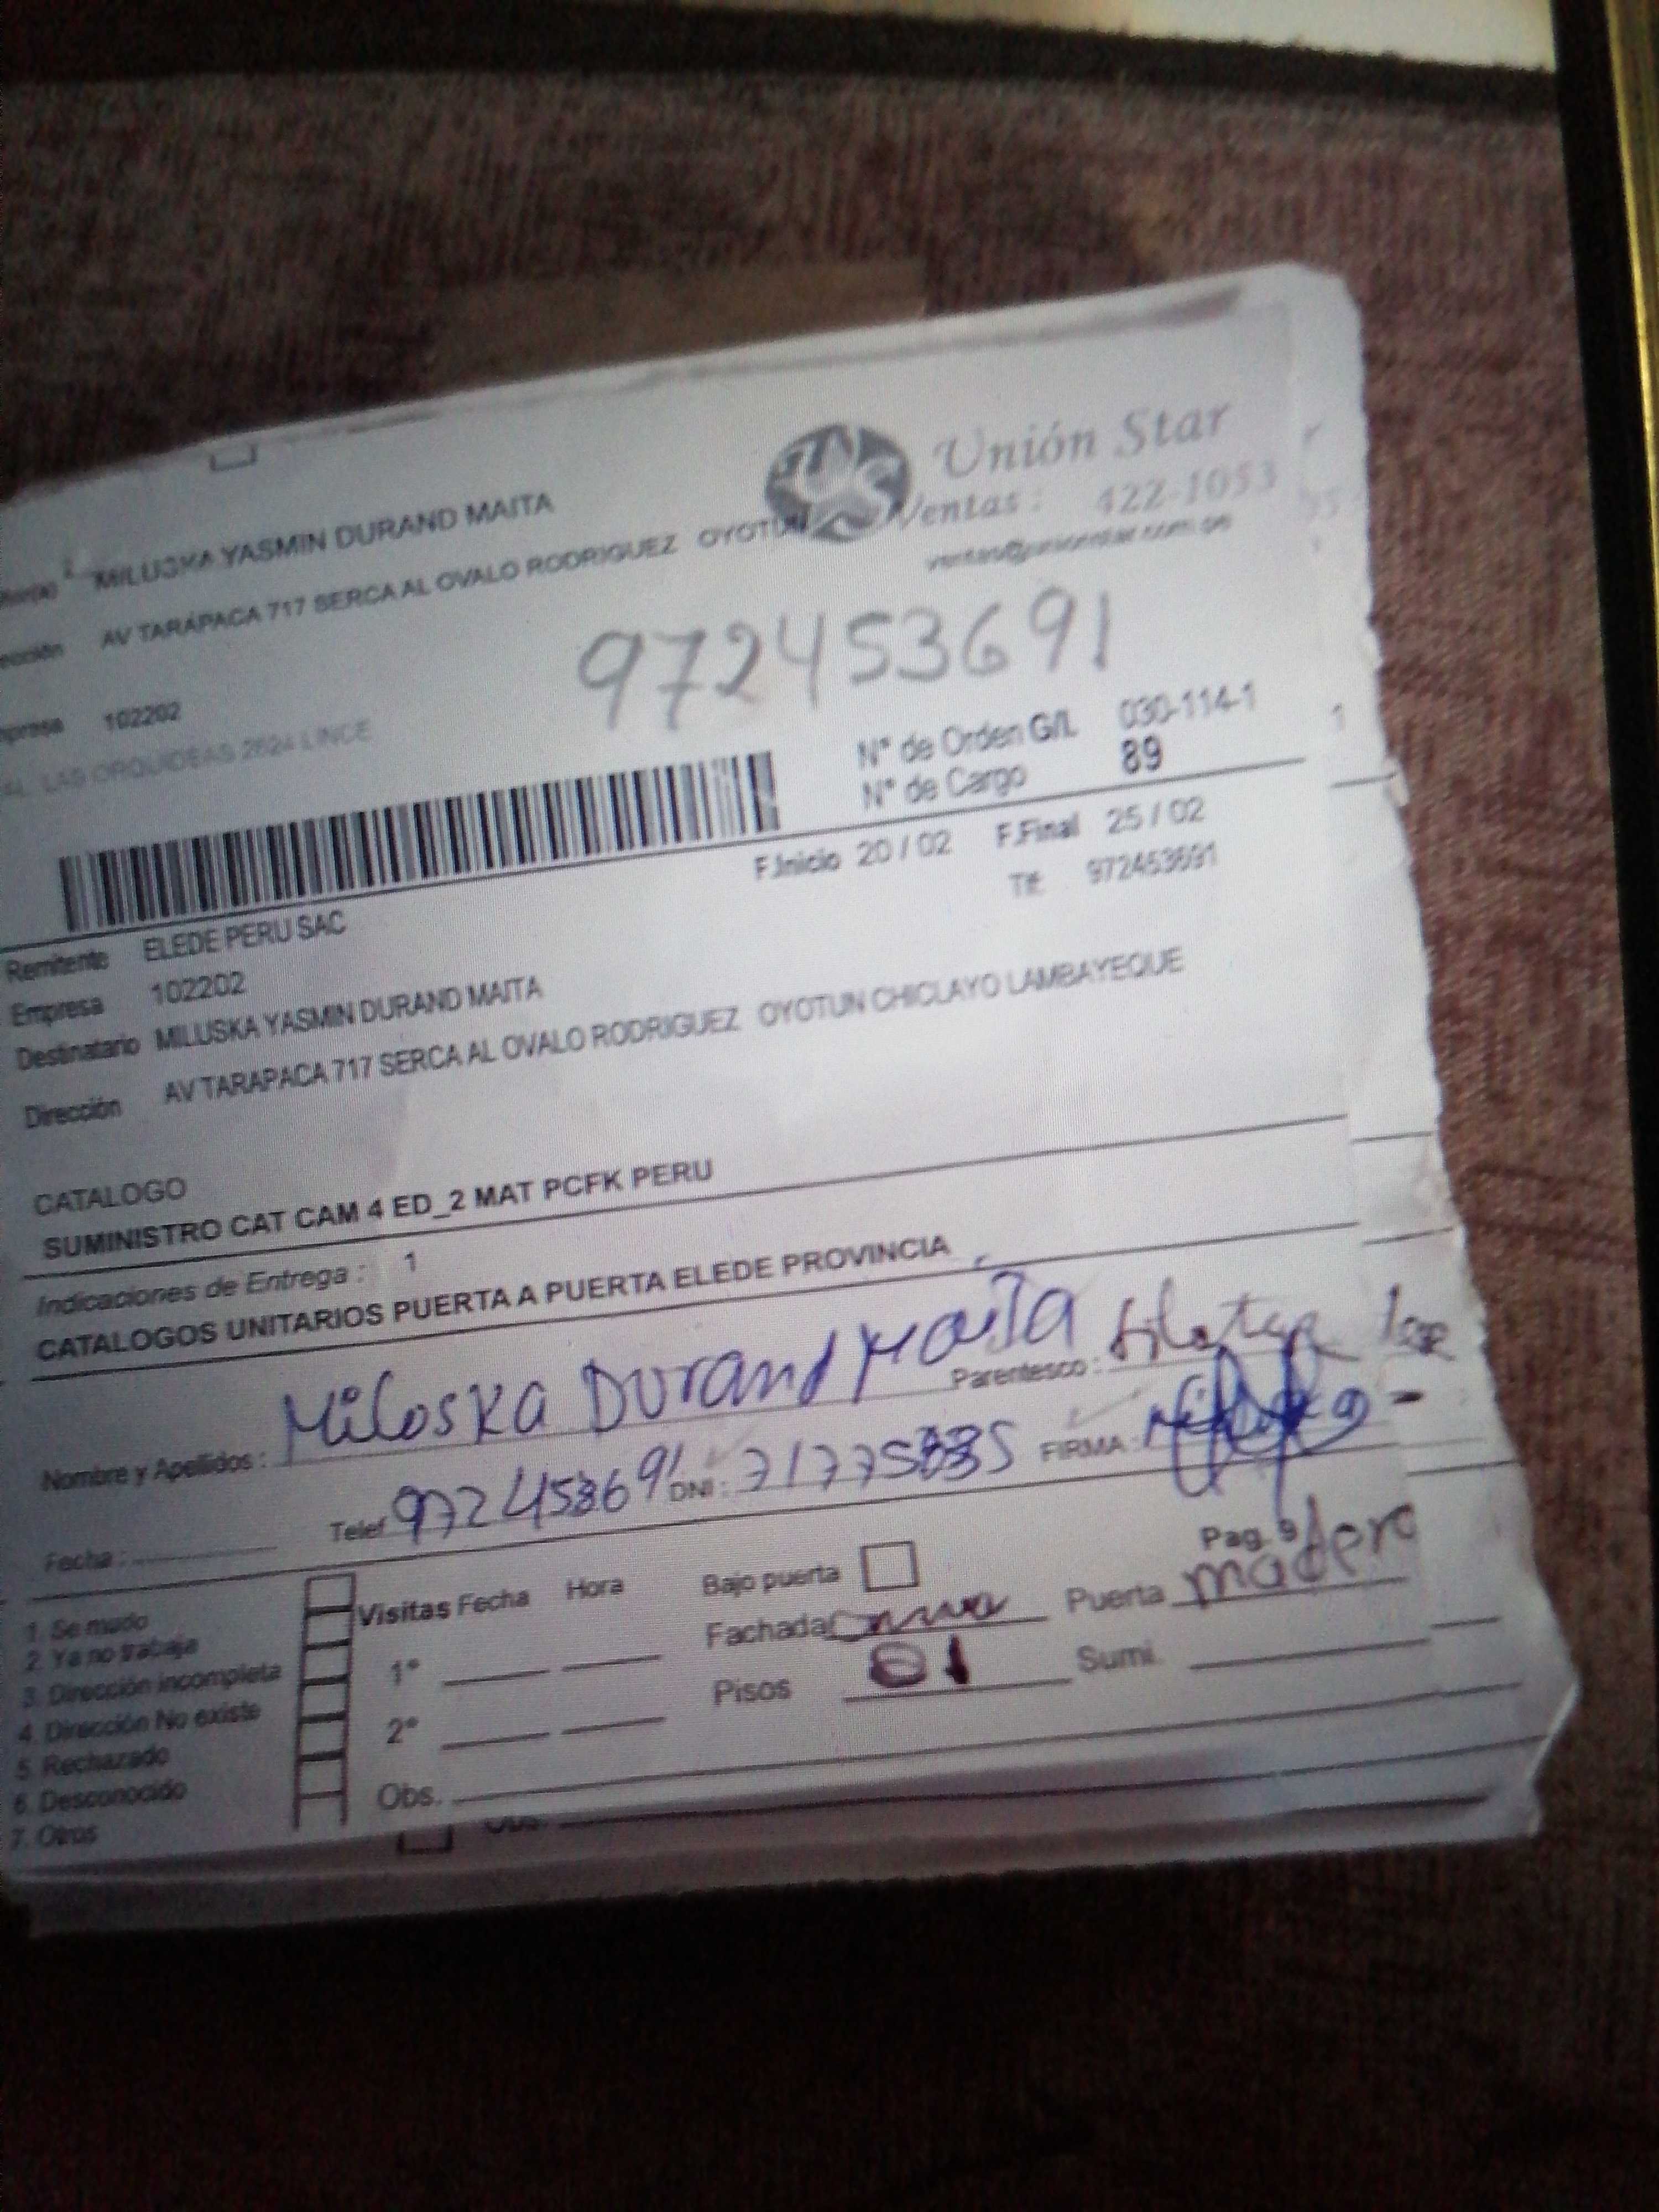 Unión Star
Ventas : 422-1053
MILUSKA YASMIN DURAND MAITA
AV TARAPACA 717 SERCA AL OVALO RODRIGUEZ OYOTUN
972453691
102202
LAS ORQUIDEAS 2624 LINCE
N° de Orden G/L 030-114-1
N° de Cargo 89
1
F.Inicio 20 / 02 F.Final 25 / 02
Tlf. 972453691
Remitente ELEDE PERU SAC
Empresa 102202
Destinatario MILUSKA YASMIN DURAND MAITA
Dirección AV TARAPACA 717 SERCA AL OVALO RODRIGUEZ OYOTUN CHICLAYO LAMBAYEQUE
CATALOGO
SUMINISTRO CAT CAM 4 ED_2 MAT PCFK PERU
Indicaciones de Entrega : 1
CATALOGOS UNITARIOS PUERTA A PUERTA ELEDE PROVINCIA
Nombre y Apellidos : Miloska Durand Maita Parentesco :
Fecha : Telef 972453691 DNI : FIRMA :
Pag. 9
1. Se mudo
2. Ya no trabaja
3. Dirección incompleta
4. Dirección No existe
5. Rechazado
6. Desconocido
7. Otros
Visitas Fecha Hora
1°
2°
Obs.
Bajo puerta
Fachada Puerta madera
Pisos 01 Sumi.